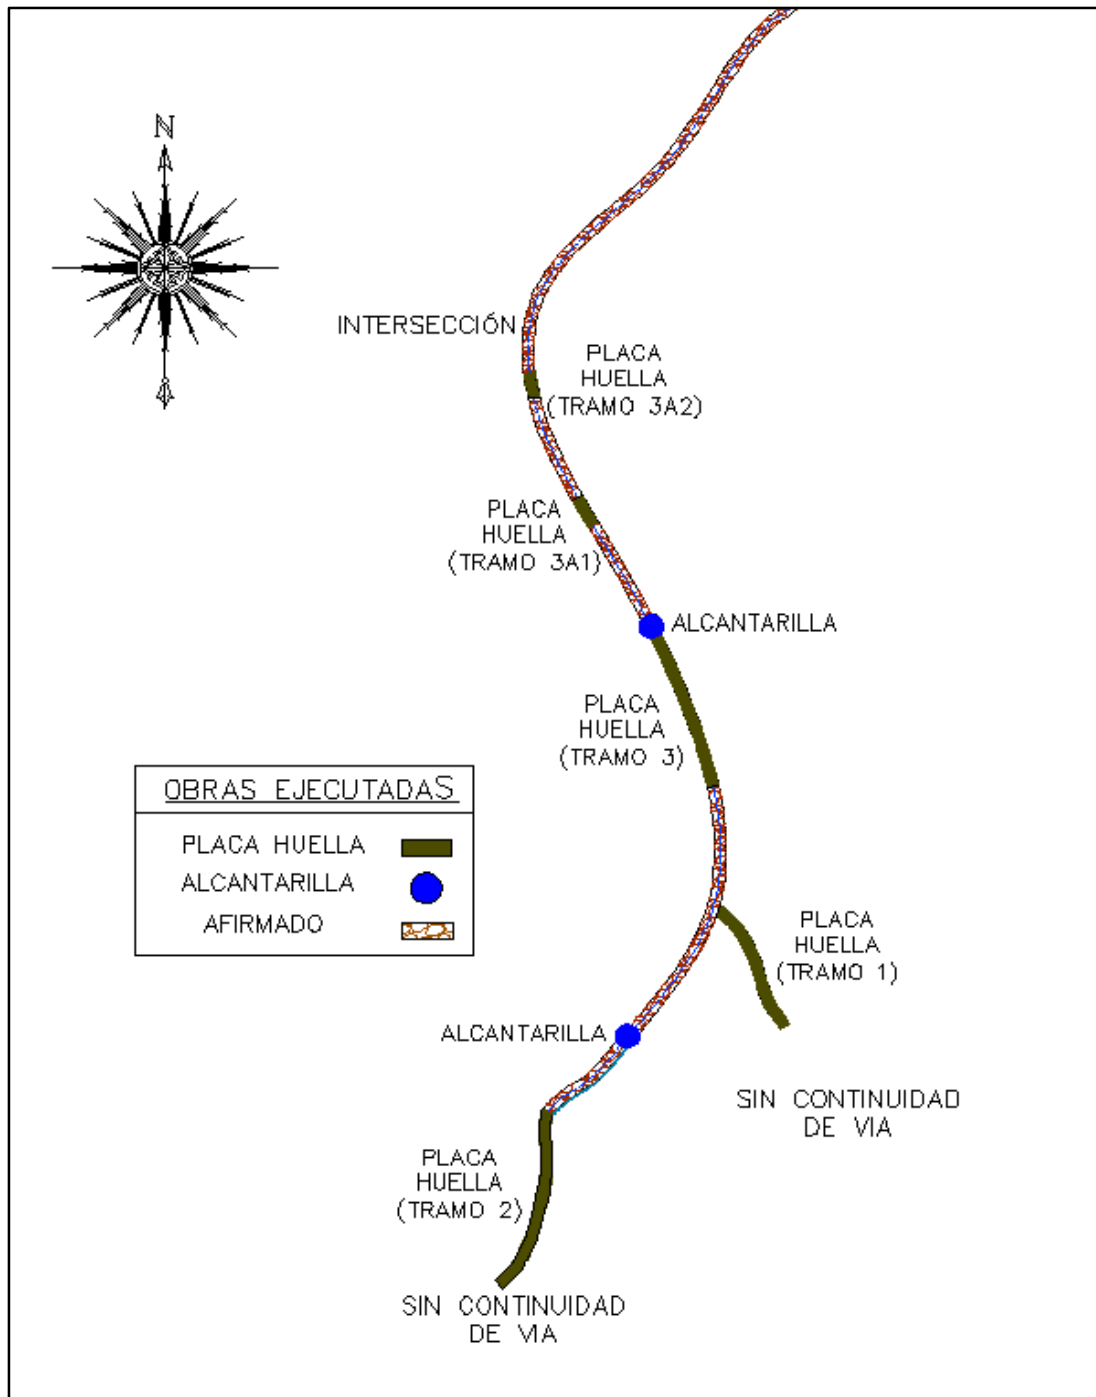 N
INTERSECCIÓN
PLACA
HUELLA
(TRAMO 3A2)
PLACA
HUELLA
(TRAMO 3A1)
ALCANTARILLA
PLACA
HUELLA
(TRAMO 3)
OBRAS EJECUTADAS
PLACA HUELLA
ALCANTARILLA
AFIRMADO
PLACA
HUELLA
(TRAMO 1)
ALCANTARILLA
SIN CONTINUIDAD
DE VIA
PLACA
HUELLA
(TRAMO 2)
SIN CONTINUIDAD
DE VIA